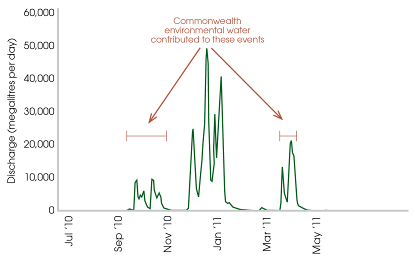 Commonwealth
environmental water
contributed to these events
Discharge (megalitres per day)
60,000
50,000
40,000
30,000
20,000
10,000
0
Jul '10
Sep '10
Nov '10
Jan '11
Mar '11
May '11